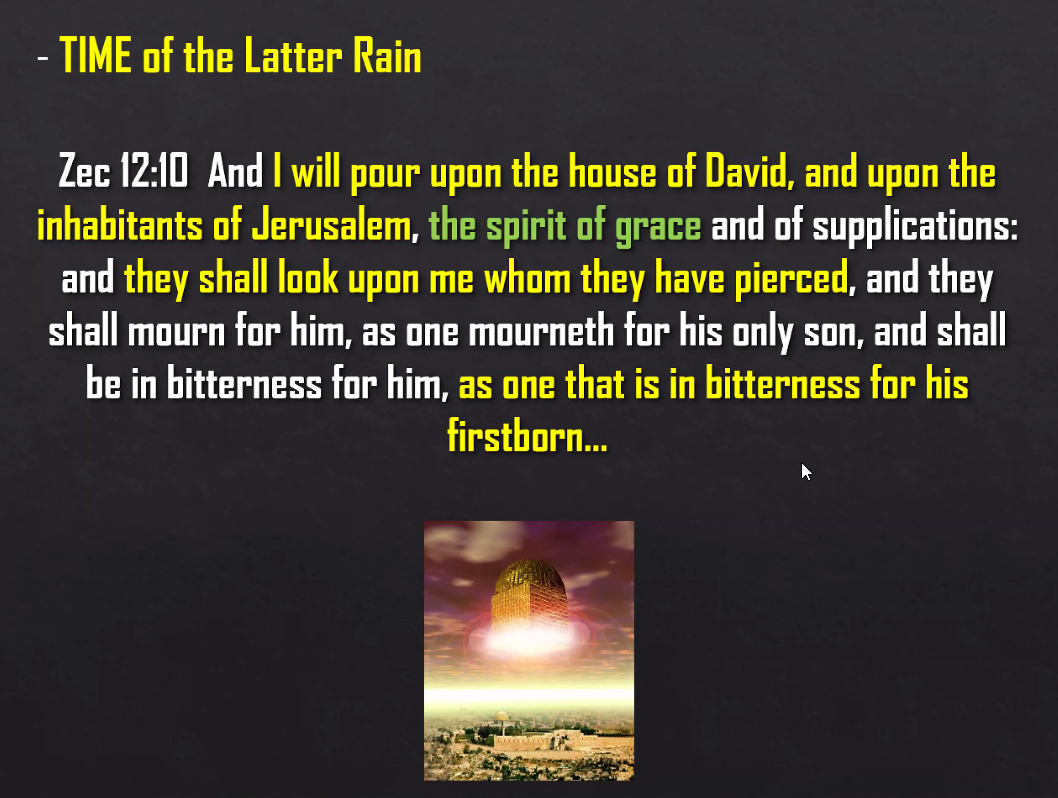 - TIME of the Latter Rain
Zec 12:10  And I will pour upon the house of David, and upon the
inhabitants of Jerusalem, the spirit of grace and of supplications:
and they shall look upon me whom they have pierced, and they
shall mourn for him, as one mourneth for his only son, and shall
be in bitterness for him, as one that is in bitterness for his
firstborn...